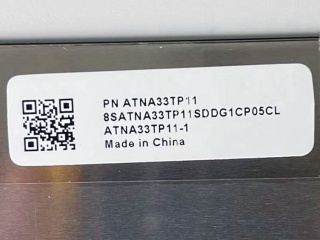 PN ATNA33TP11
8SATNA33TP11SDDG1CP05CL
ATNA33TP11-1
Made in China